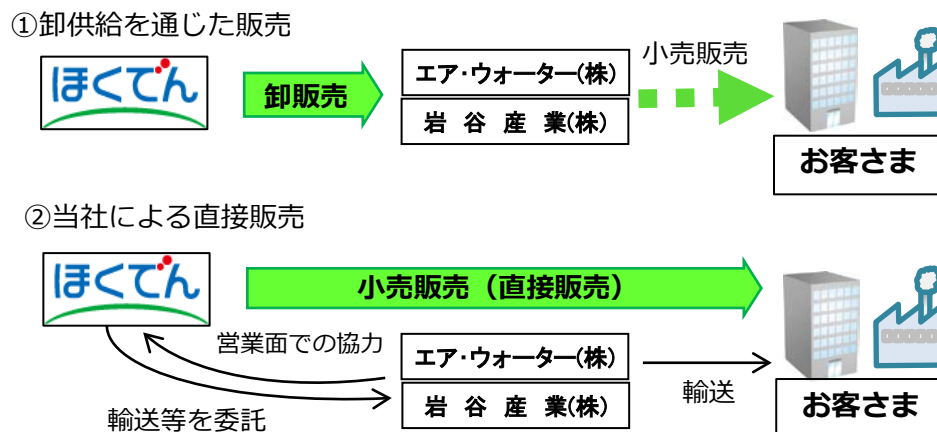 ①卸供給を通じた販売
ほくでん
卸販売
エア・ウォーター(株)
岩谷産業(株)
小売販売
お客さま
②当社による直接販売
ほくでん
小売販売（直接販売）
営業面での協力
エア・ウォーター(株)
岩谷産業(株)
輸送
輸送等を委託
お客さま